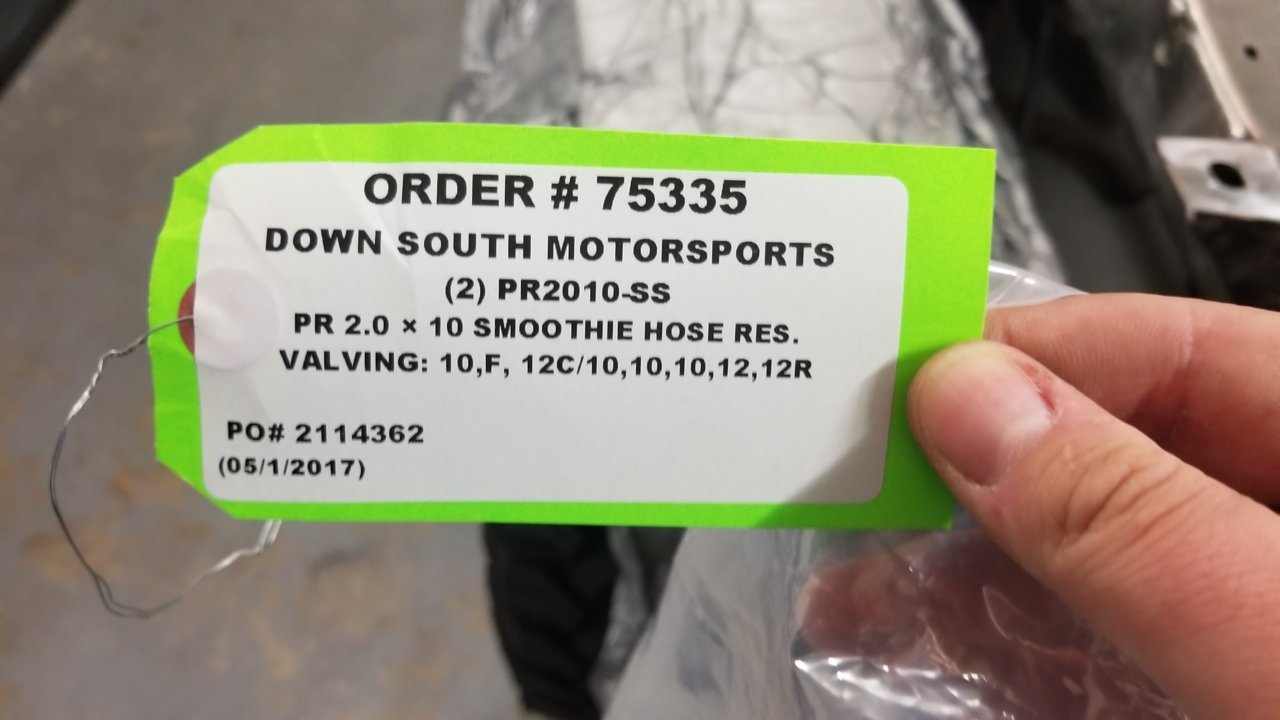 ORDER # 75335
DOWN SOUTH MOTORSPORTS
(2) PR2010-SS
PR 2.0 × 10 SMOOTHIE HOSE RES.
VALVING: 10,F, 12C/10,10,10,12,12R
PO# 2114362
(05/1/2017)